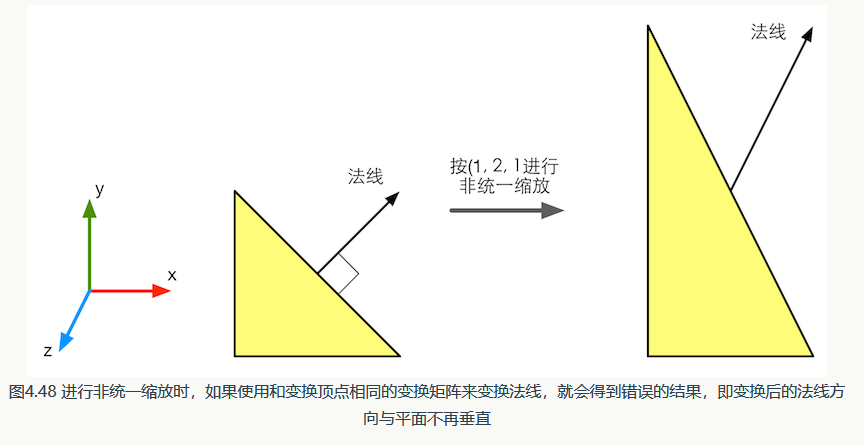 法线
法线
按(1, 2, 1进行
非统一缩放
y
x
z
图4.48 进行非统一缩放时，如果使用和变换顶点相同的变换矩阵来变换法线，就会得到错误的结果，即变换后的法线方
向与平面不再垂直